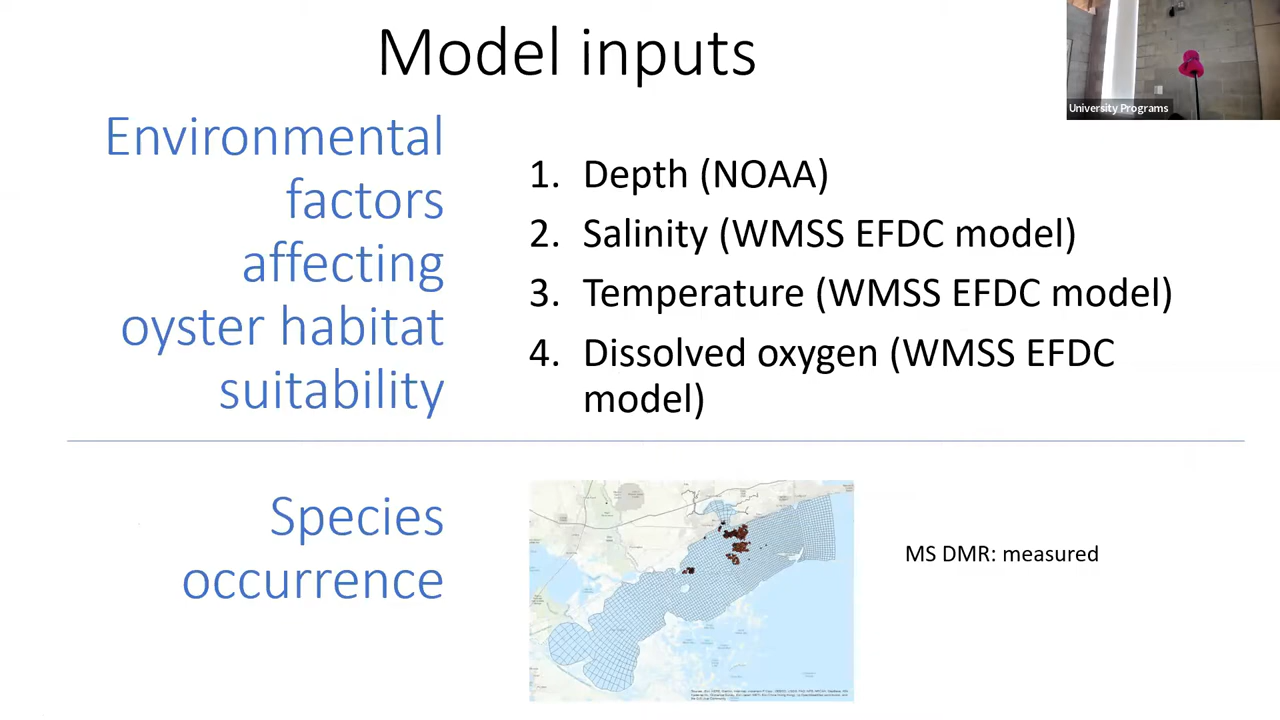 Model inputs
University Programs
Environmental
factors
affecting
oyster habitat
suitability
1. Depth (NOAA)
2. Salinity (WMSS EFDC model)
3. Temperature (WMSS EFDC model)
4. Dissolved oxygen (WMSS EFDC
model)
Species
occurrence
MS DMR: measured